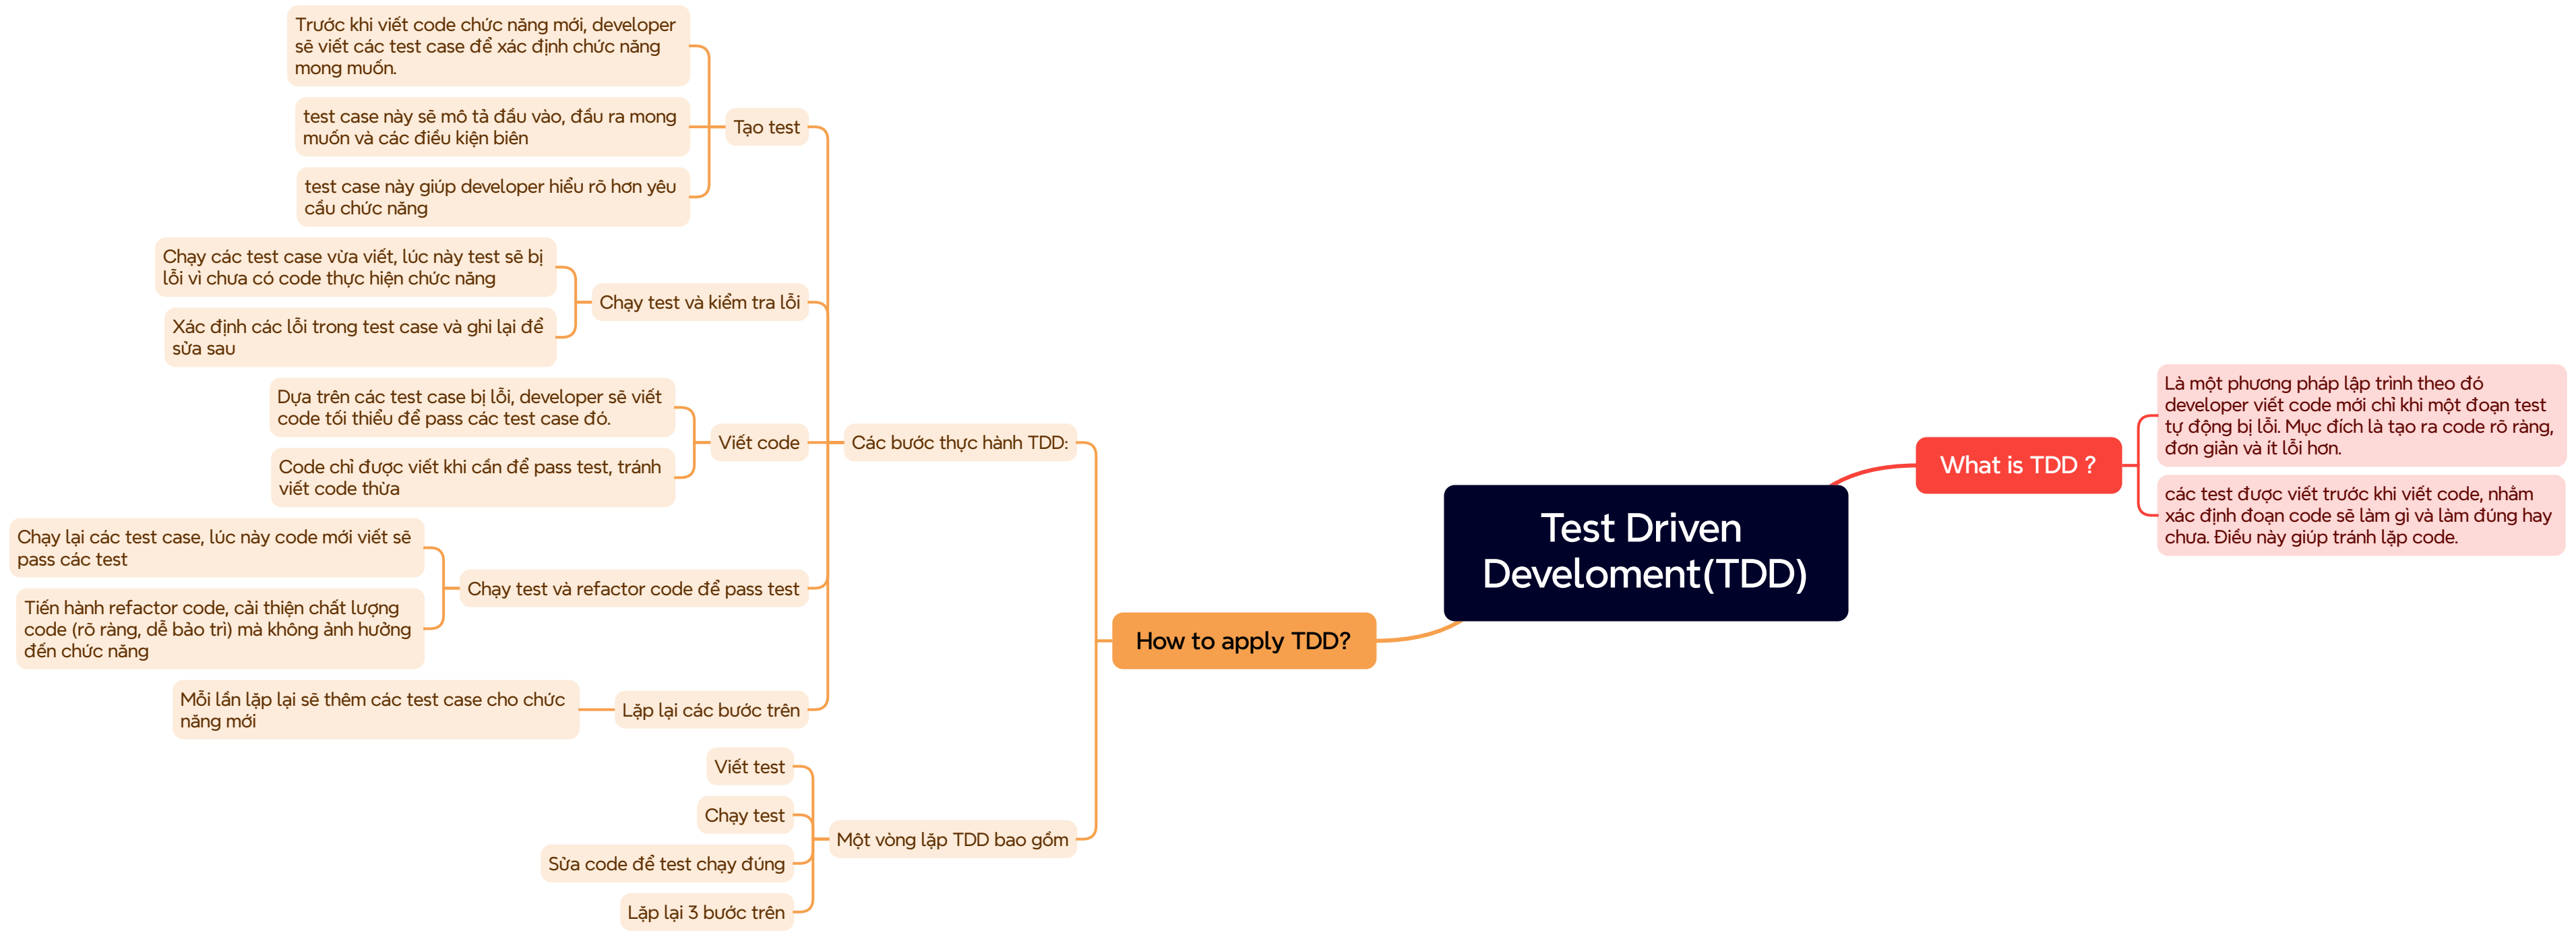 Test Driven
Develoment(TDD)
What is TDD ?
Là một phương pháp lập trình theo đó
developer viết code mới chỉ khi một đoạn test
tự động bị lỗi. Mục đích là tạo ra code rõ ràng,
đơn giản và ít lỗi hơn.
các test được viết trước khi viết code, nhằm
xác định đoạn code sẽ làm gì và làm đúng hay
chưa. Điều này giúp tránh lặp code.
How to apply TDD?
Các bước thực hành TDD:
Tạo test
Trước khi viết code chức năng mới, developer
sẽ viết các test case để xác định chức năng
mong muốn.
test case này sẽ mô tả đầu vào, đầu ra mong
muốn và các điều kiện biên
test case này giúp developer hiểu rõ hơn yêu
cầu chức năng
Chạy test và kiểm tra lỗi
Chạy các test case vừa viết, lúc này test sẽ bị
lỗi vì chưa có code thực hiện chức năng
Xác định các lỗi trong test case và ghi lại để
sửa sau
Viết code
Dựa trên các test case bị lỗi, developer sẽ viết
code tối thiểu để pass các test case đó.
Code chỉ được viết khi cần để pass test, tránh
viết code thừa
Chạy test và refactor code để pass test
Chạy lại các test case, lúc này code mới viết sẽ
pass các test
Tiến hành refactor code, cải thiện chất lượng
code (rõ ràng, dễ bảo trì) mà không ảnh hưởng
đến chức năng
Lặp lại các bước trên
Mỗi lần lặp lại sẽ thêm các test case cho chức
năng mới
Một vòng lặp TDD bao gồm
Viết test
Chạy test
Sửa code để test chạy đúng
Lặp lại 3 bước trên